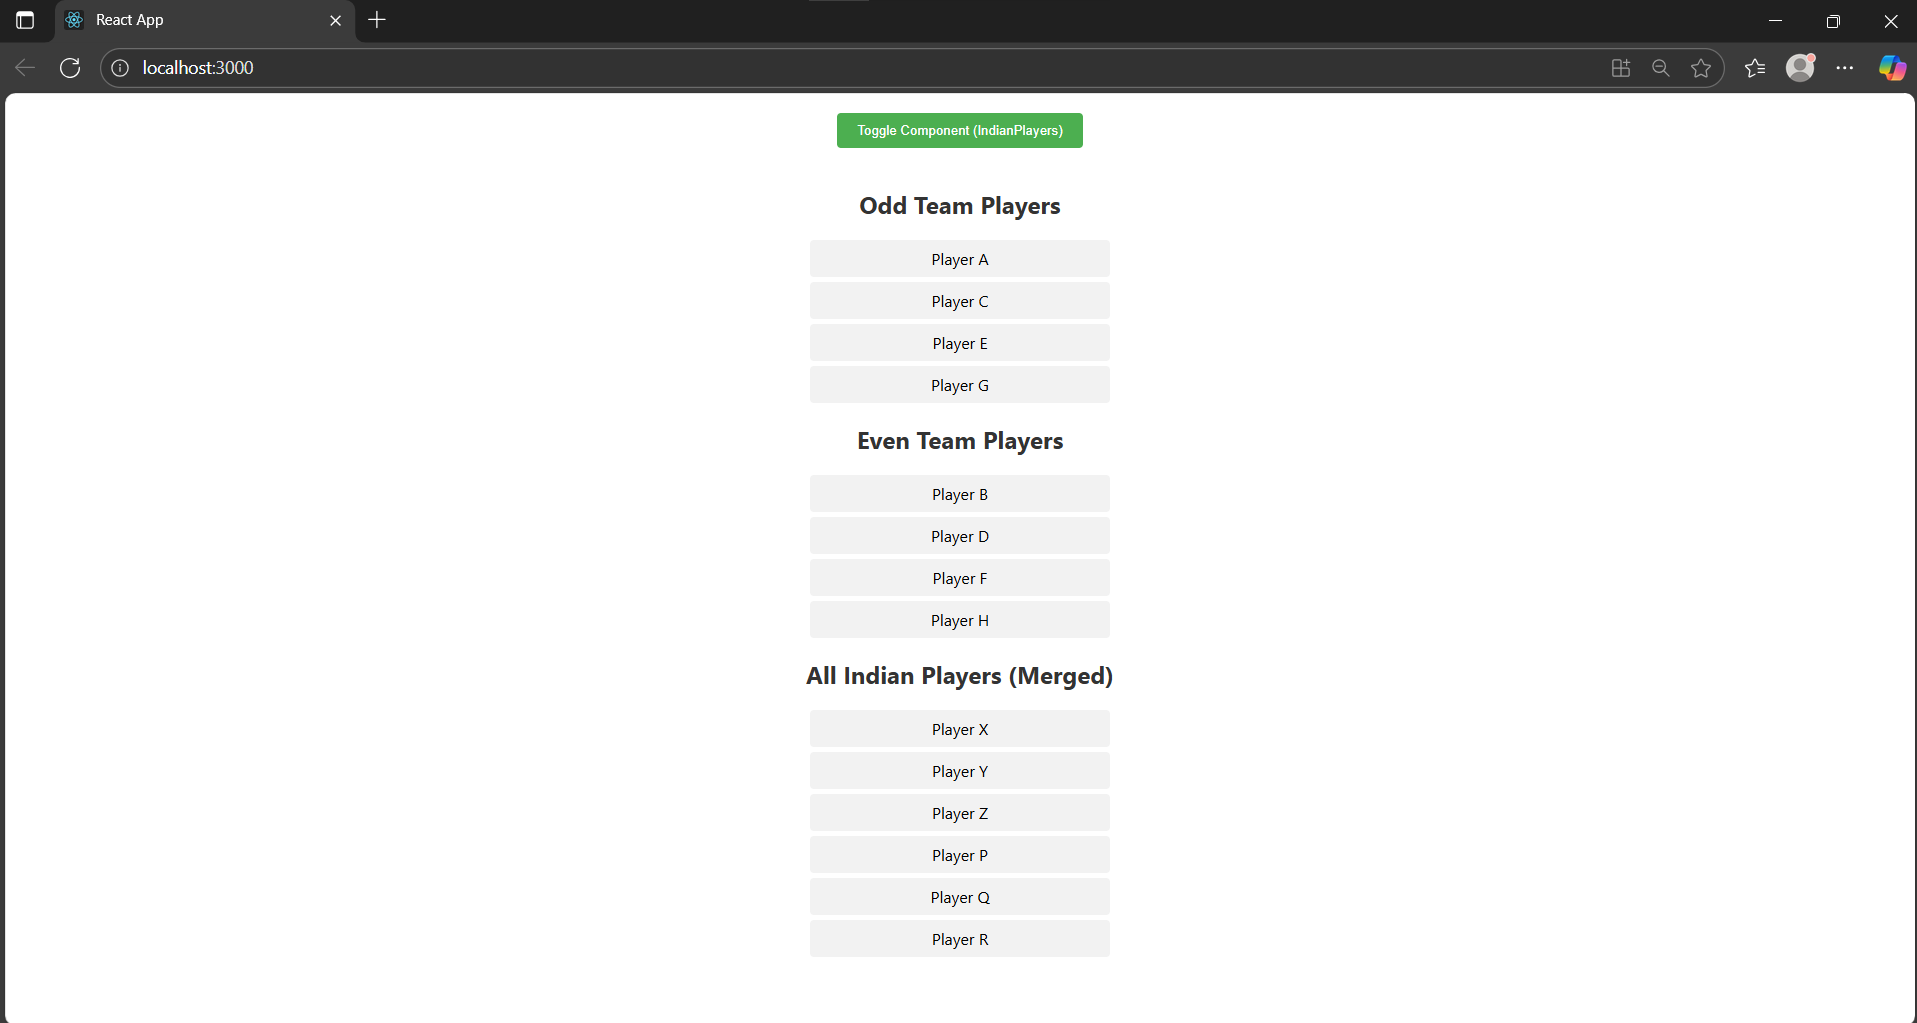 React App
localhost:3000
Toggle Component (IndianPlayers)
Odd Team Players
Player A
Player C
Player E
Player G
Even Team Players
Player B
Player D
Player F
Player H
All Indian Players (Merged)
Player X
Player Y
Player Z
Player P
Player Q
Player R